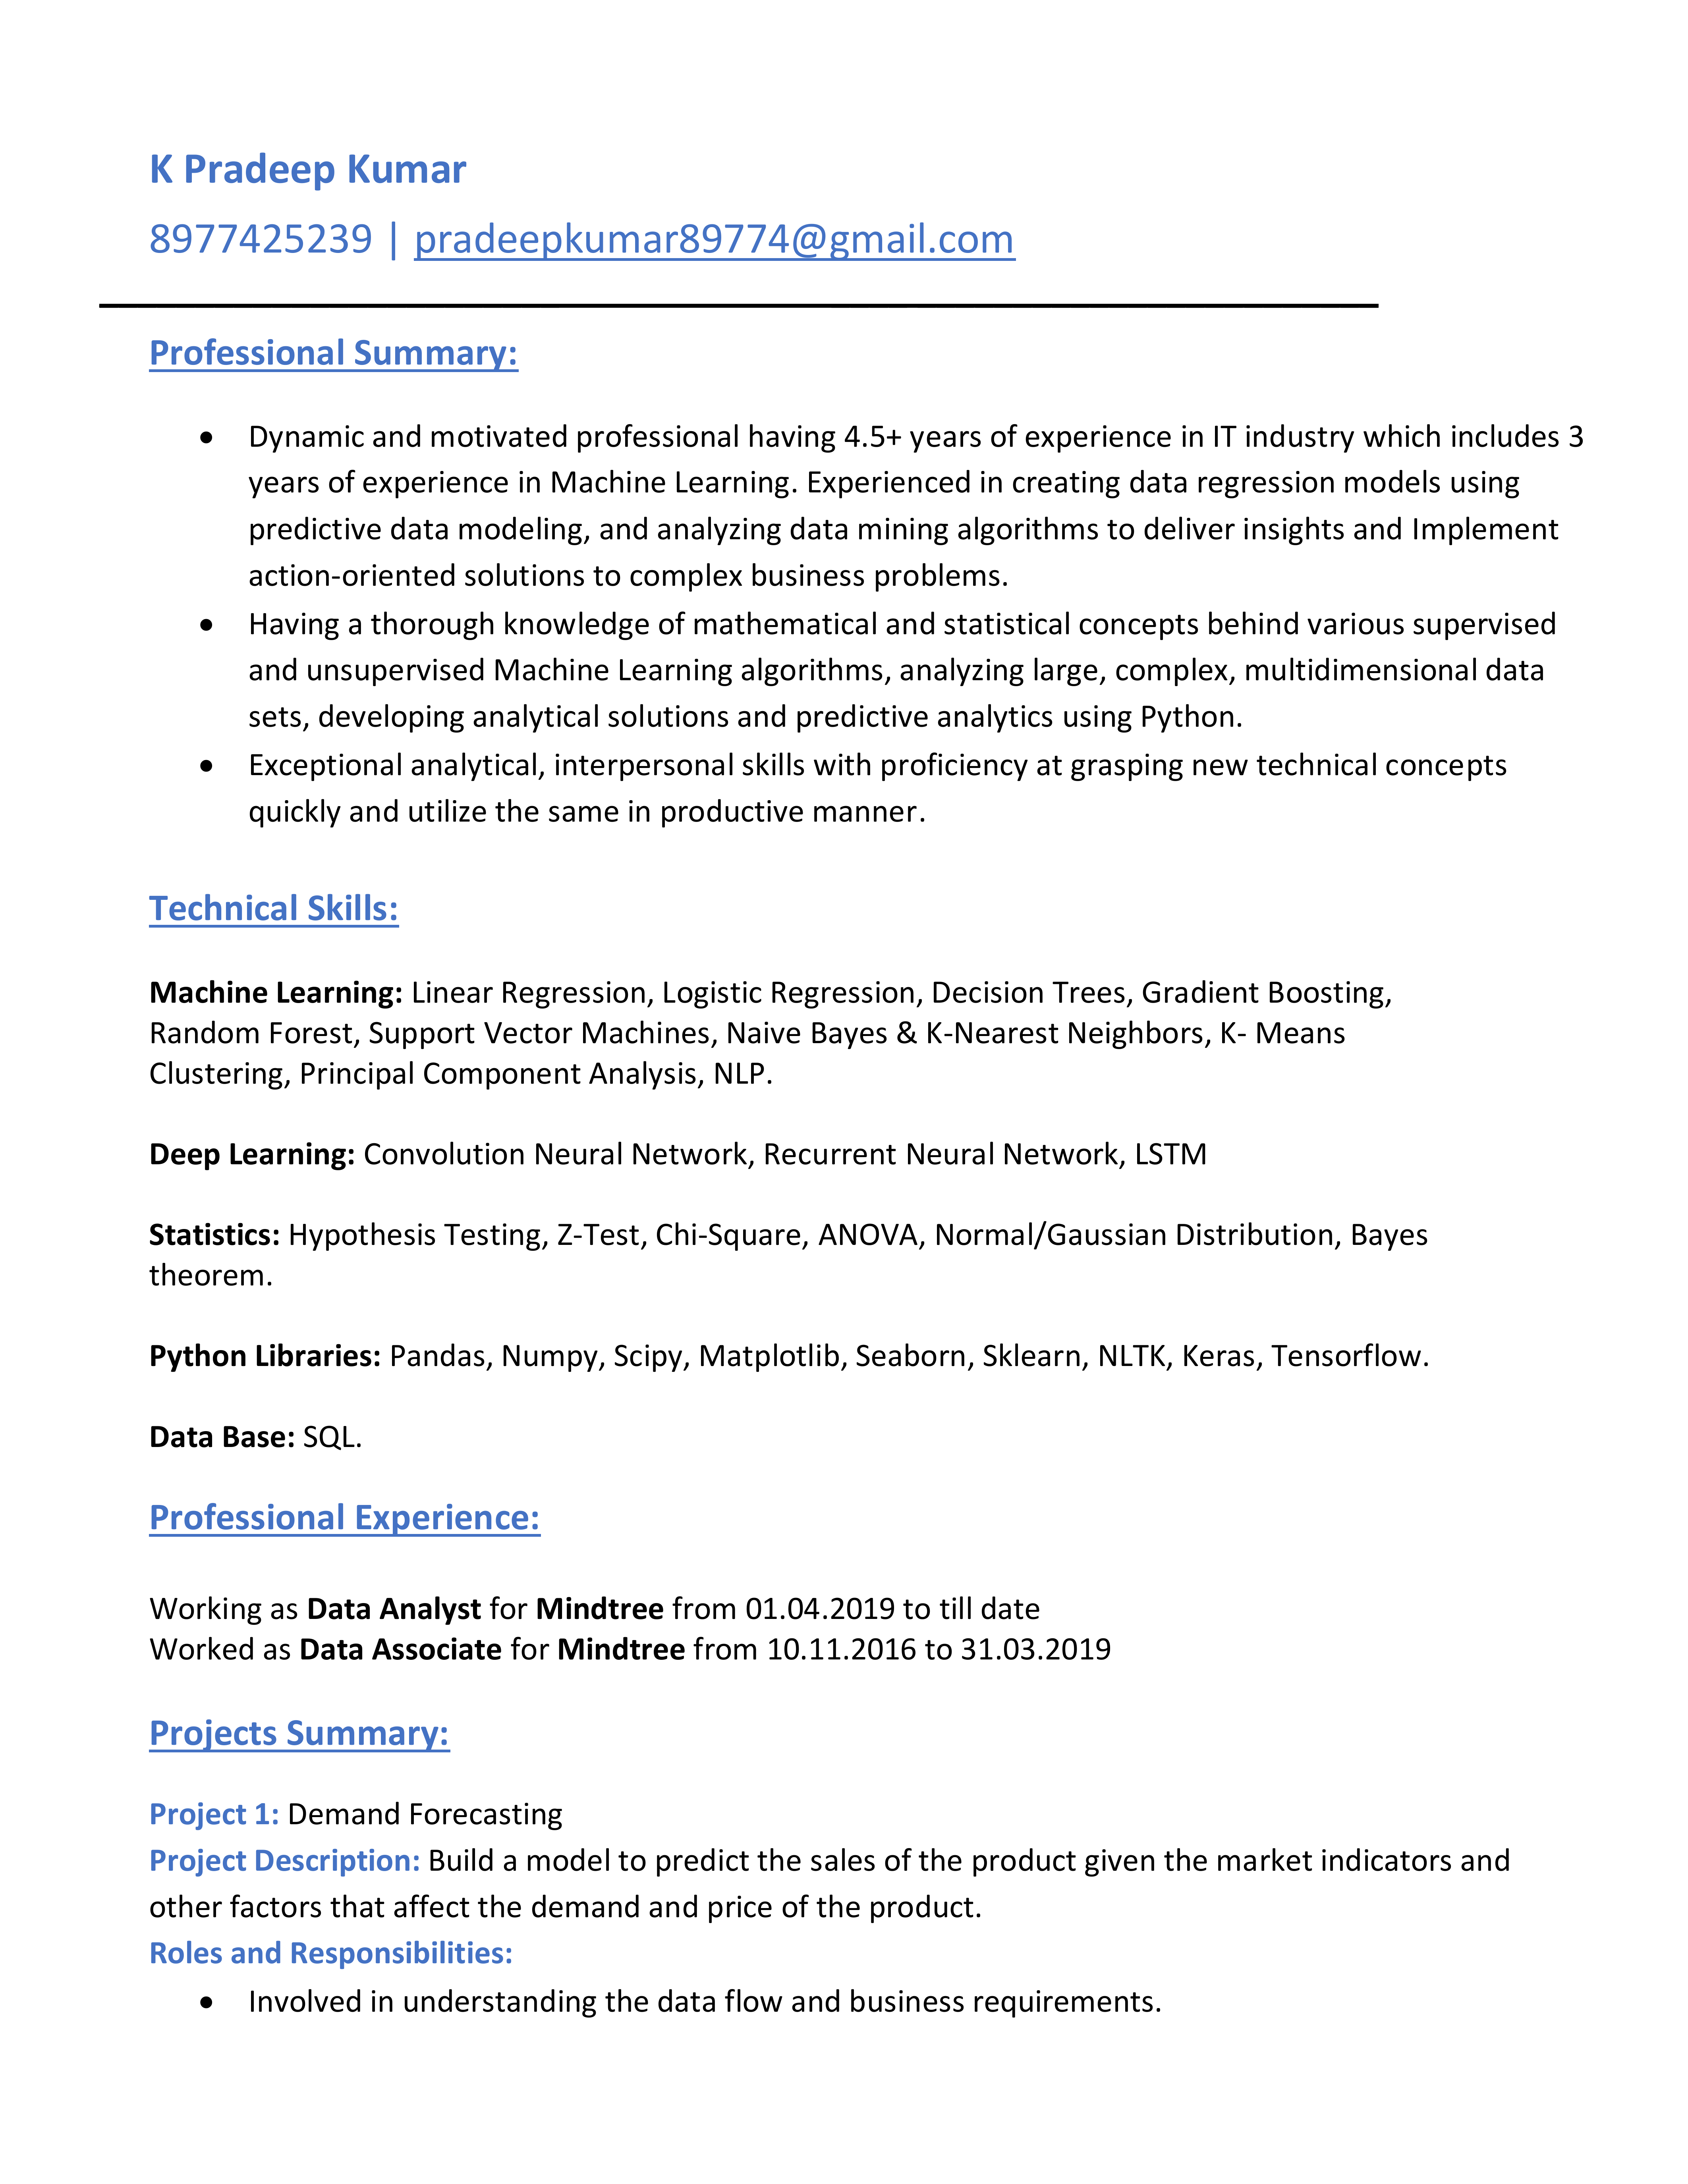 K Pradeep Kumar
8977425239 | pradeepkumar89774@gmail.com
Professional Summary:
• Dynamic and motivated professional having 4.5+ years of experience in IT industry which includes 3
years of experience in Machine Learning. Experienced in creating data regression models using
predictive data modeling, and analyzing data mining algorithms to deliver insights and Implement
action-oriented solutions to complex business problems.
• Having a thorough knowledge of mathematical and statistical concepts behind various supervised
and unsupervised Machine Learning algorithms, analyzing large, complex, multidimensional data
sets, developing analytical solutions and predictive analytics using Python.
• Exceptional analytical, interpersonal skills with proficiency at grasping new technical concepts
quickly and utilize the same in productive manner.
Technical Skills:
Machine Learning: Linear Regression, Logistic Regression, Decision Trees, Gradient Boosting,
Random Forest, Support Vector Machines, Naive Bayes & K-Nearest Neighbors, K- Means
Clustering, Principal Component Analysis, NLP.
Deep Learning: Convolution Neural Network, Recurrent Neural Network, LSTM
Statistics: Hypothesis Testing, Z-Test, Chi-Square, ANOVA, Normal/Gaussian Distribution, Bayes
theorem.
Python Libraries: Pandas, Numpy, Scipy, Matplotlib, Seaborn, Sklearn, NLTK, Keras, Tensorflow.
Data Base: SQL.
Professional Experience:
Working as Data Analyst for Mindtree from 01.04.2019 to till date
Worked as Data Associate for Mindtree from 10.11.2016 to 31.03.2019
Projects Summary:
Project 1: Demand Forecasting
Project Description: Build a model to predict the sales of the product given the market indicators and
other factors that affect the demand and price of the product.
Roles and Responsibilities:
• Involved in understanding the data flow and business requirements.